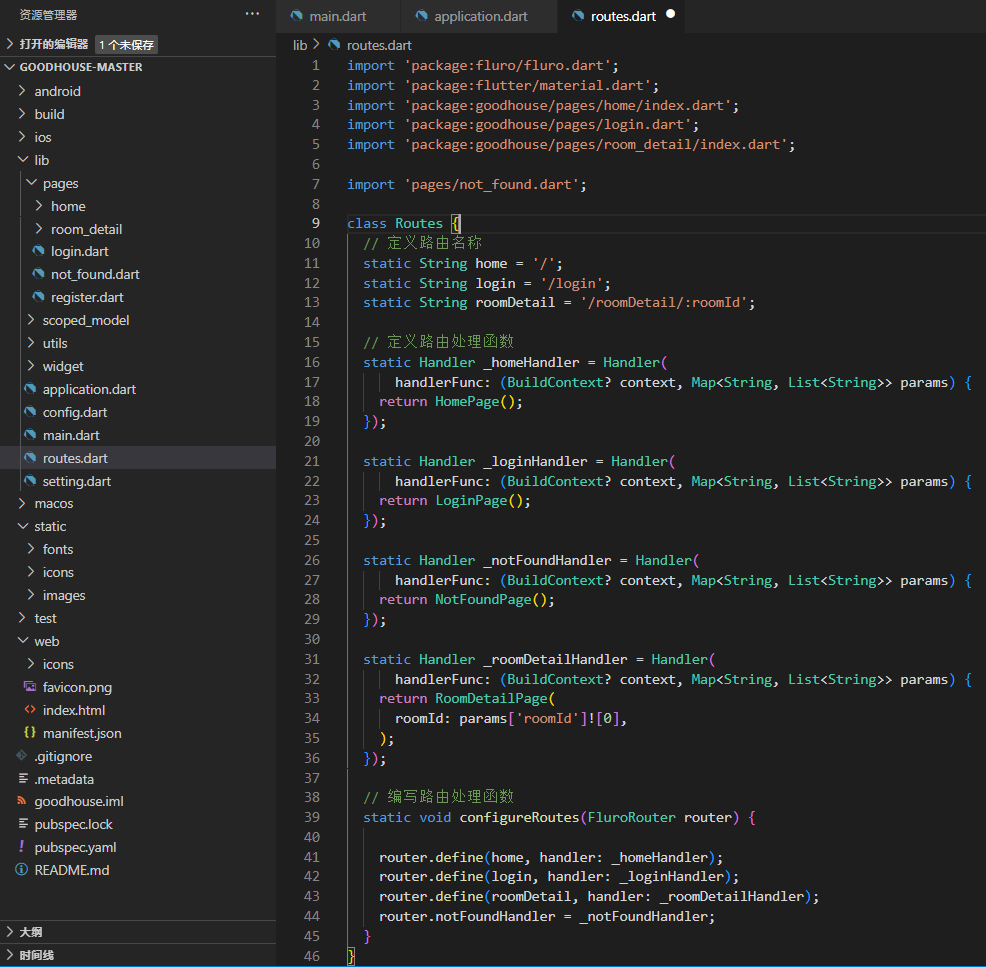 资源管理器
···
打开的编辑器 1 个未保存
GOODHOUSE-MASTER
android
build
ios
lib
pages
home
room_detail
login.dart
not_found.dart
register.dart
scoped_model
utils
widget
application.dart
config.dart
main.dart
routes.dart
setting.dart
macos
static
fonts
icons
images
test
web
icons
favicon.png
index.html
manifest.json
.gitignore
.metadata
goodhouse.iml
pubspec.lock
pubspec.yaml
README.md
大纲
时间线
main.dart
application.dart
routes.dart
lib > routes.dart
1 import 'package:fluro/fluro.dart';
2 import 'package:flutter/material.dart';
3 import 'package:goodhouse/pages/home/index.dart';
4 import 'package:goodhouse/pages/login.dart';
5 import 'package:goodhouse/pages/room_detail/index.dart';
6
7 import 'pages/not_found.dart';
8
9 class Routes {
10 // 定义路由名称
11 static String home = '/';
12 static String login = '/login';
13 static String roomDetail = '/roomDetail/:roomId';
14
15 // 定义路由处理函数
16 static Handler _homeHandler = Handler(
17 handlerFunc: (BuildContext? context, Map<String, List<String>> params) {
18 return HomePage();
19 });
20
21 static Handler _loginHandler = Handler(
22 handlerFunc: (BuildContext? context, Map<String, List<String>> params) {
23 return LoginPage();
24 });
25
26 static Handler _notFoundHandler = Handler(
27 handlerFunc: (BuildContext? context, Map<String, List<String>> params) {
28 return NotFoundPage();
29 });
30
31 static Handler _roomDetailHandler = Handler(
32 handlerFunc: (BuildContext? context, Map<String, List<String>> params) {
33 return RoomDetailPage(
34 roomId: params['roomId']![0],
35 );
36 });
37
38 // 编写路由处理函数
39 static void configureRoutes(FluroRouter router) {
40
41 router.define(home, handler: _homeHandler);
42 router.define(login, handler: _loginHandler);
43 router.define(roomDetail, handler: _roomDetailHandler);
44 router.notFoundHandler = _notFoundHandler;
45 }
46 }